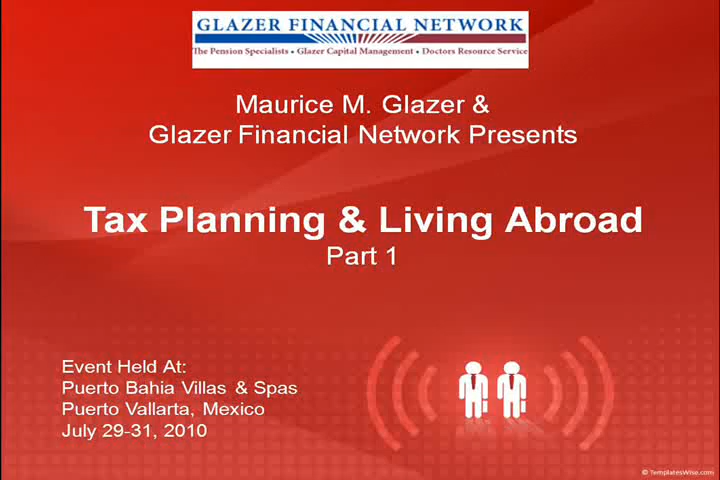 GLAZER FINANCIAL NETWORK
The Pension Specialists • Glazer Capital Management • Doctors Resource Service
Maurice M. Glazer &
Glazer Financial Network Presents
Tax Planning & Living Abroad
Part 1
Event Held At:
Puerto Bahia Villas & Spas
Puerto Vallarta, Mexico
July 29-31, 2010
© TemplatesWise.com